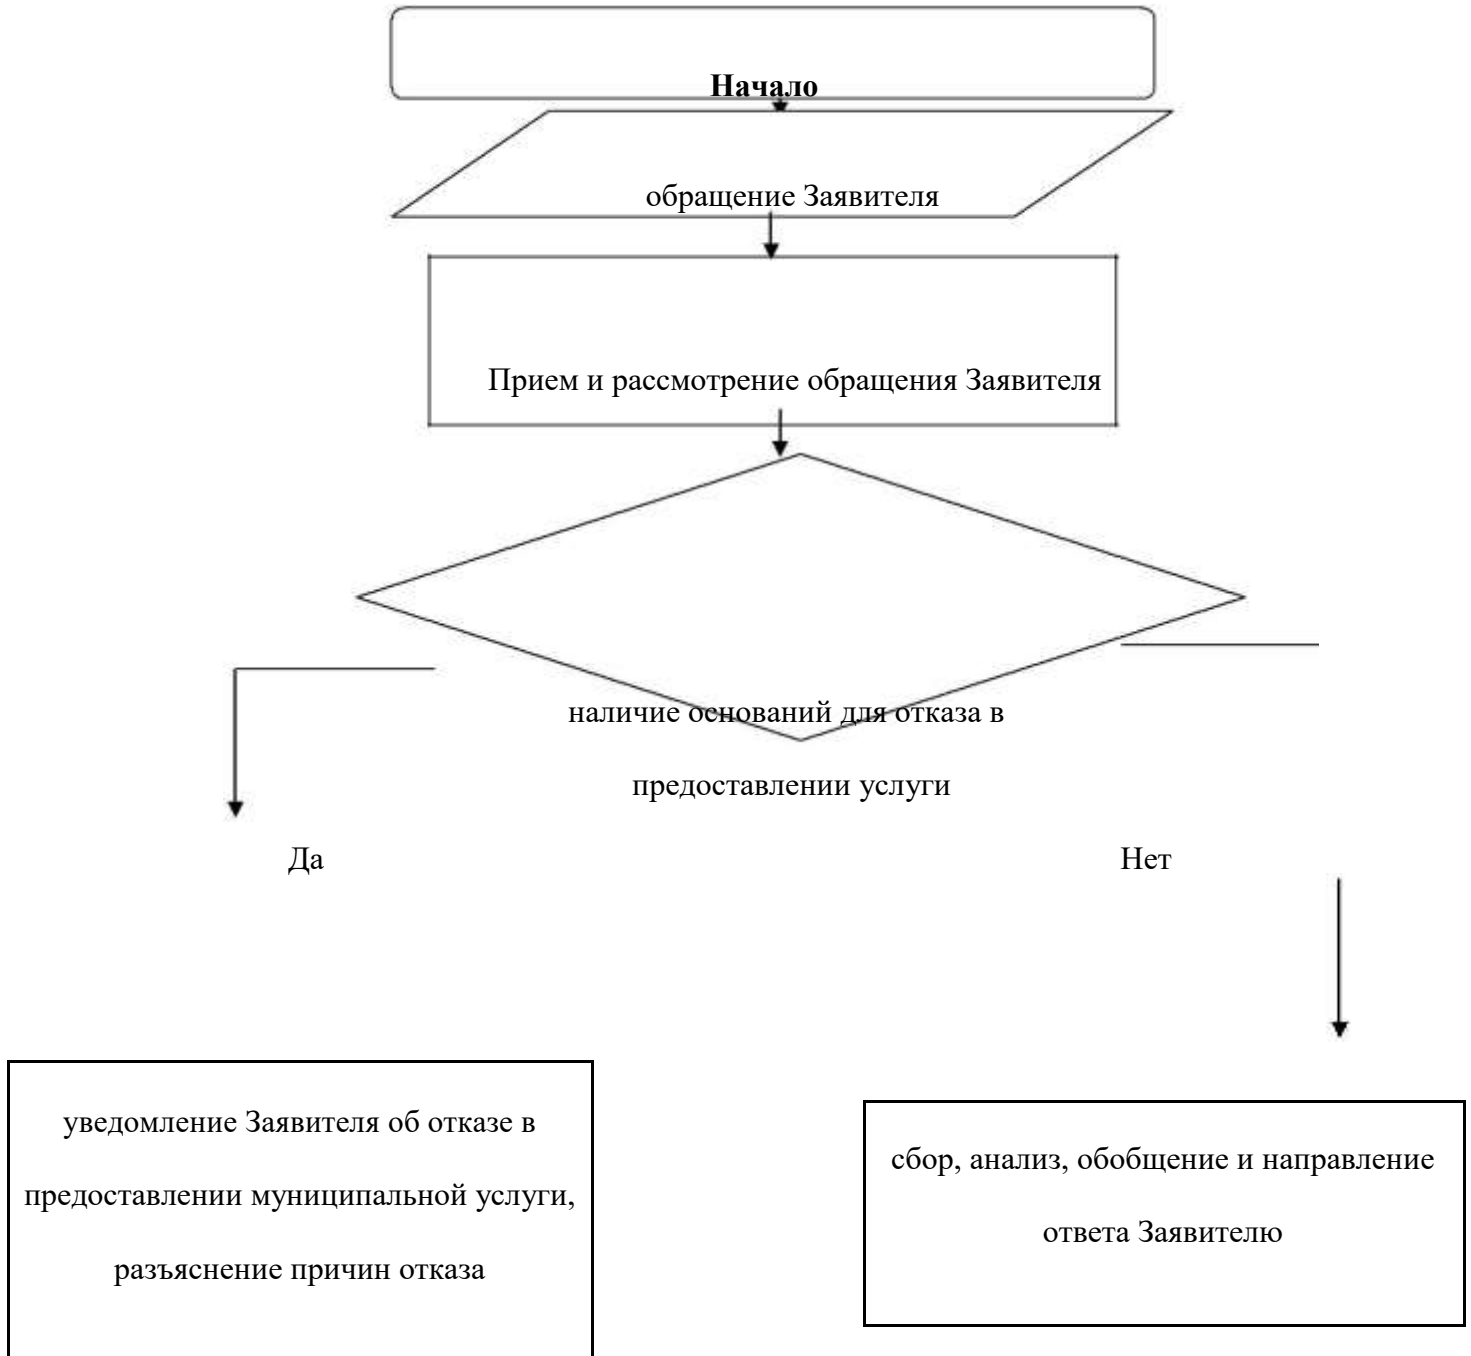 Начало
обращение Заявителя
Прием и рассмотрение обращения Заявителя
наличие оснований для отказа в
предоставлении услуги
Да
Нет
уведомление Заявителя об отказе в
предоставлении муниципальной услуги,
разъяснение причин отказа
сбор, анализ, обобщение и направление
ответа Заявителю